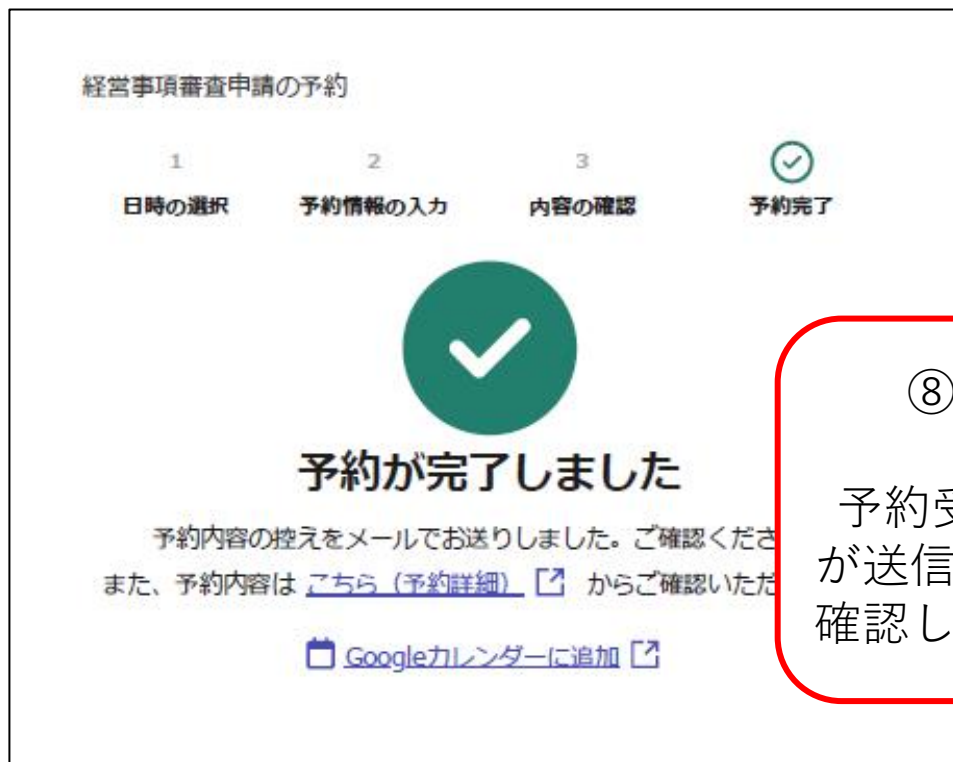 経営事項審査申請の予約
1 2 3
日時の選択 予約情報の入力 内容の確認 予約完了
予約が完了しました
予約内容の控えをメールでお送りしました。ご確認くださ
また、予約内容は こちら（予約詳細） からご確認いただ
Googleカレンダーに追加
⑧
予約受
が送信
確認し